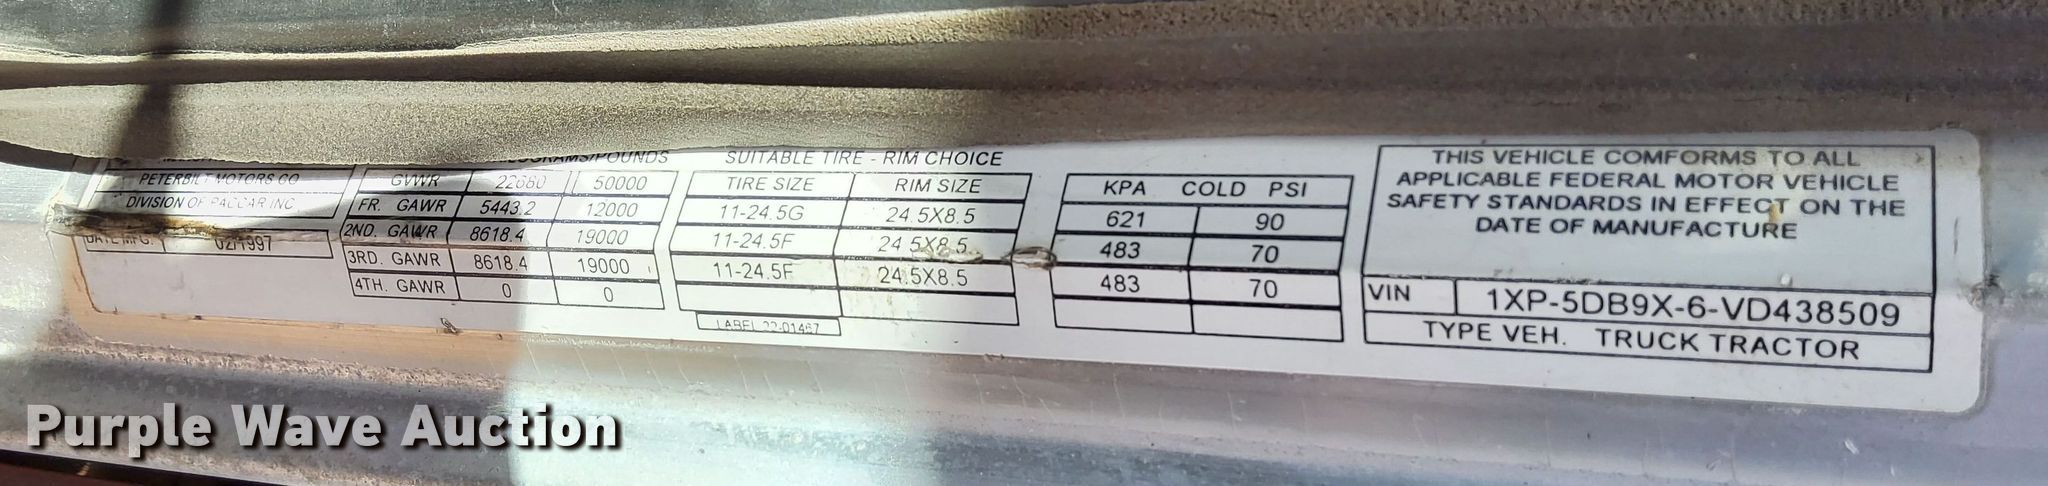 KILOGRAMS/POUNDS SUITABLE TIRE - RIM CHOICE
PETERBILT MOTORS CO
DIVISION OF PACCAR INC
DATE MFG. 02/1997
GVWR 22680 50000
FR. GAWR 5443.2 12000
2ND. GAWR 8618.4 19000
3RD. GAWR 8618.4 19000
4TH. GAWR 0 0
TIRE SIZE RIM SIZE
11-24.5G 24.5X8.5
11-24.5F 24.5X8.5
11-24.5F 24.5X8.5
LABEL 22-01467
KPA COLD PSI
621 90
483 70
483 70
THIS VEHICLE COMFORMS TO ALL
APPLICABLE FEDERAL MOTOR VEHICLE
SAFETY STANDARDS IN EFFECT ON THE
DATE OF MANUFACTURE
VIN 1XP-5DB9X-6-VD438509
TYPE VEH. TRUCK TRACTOR
Purple Wave Auction